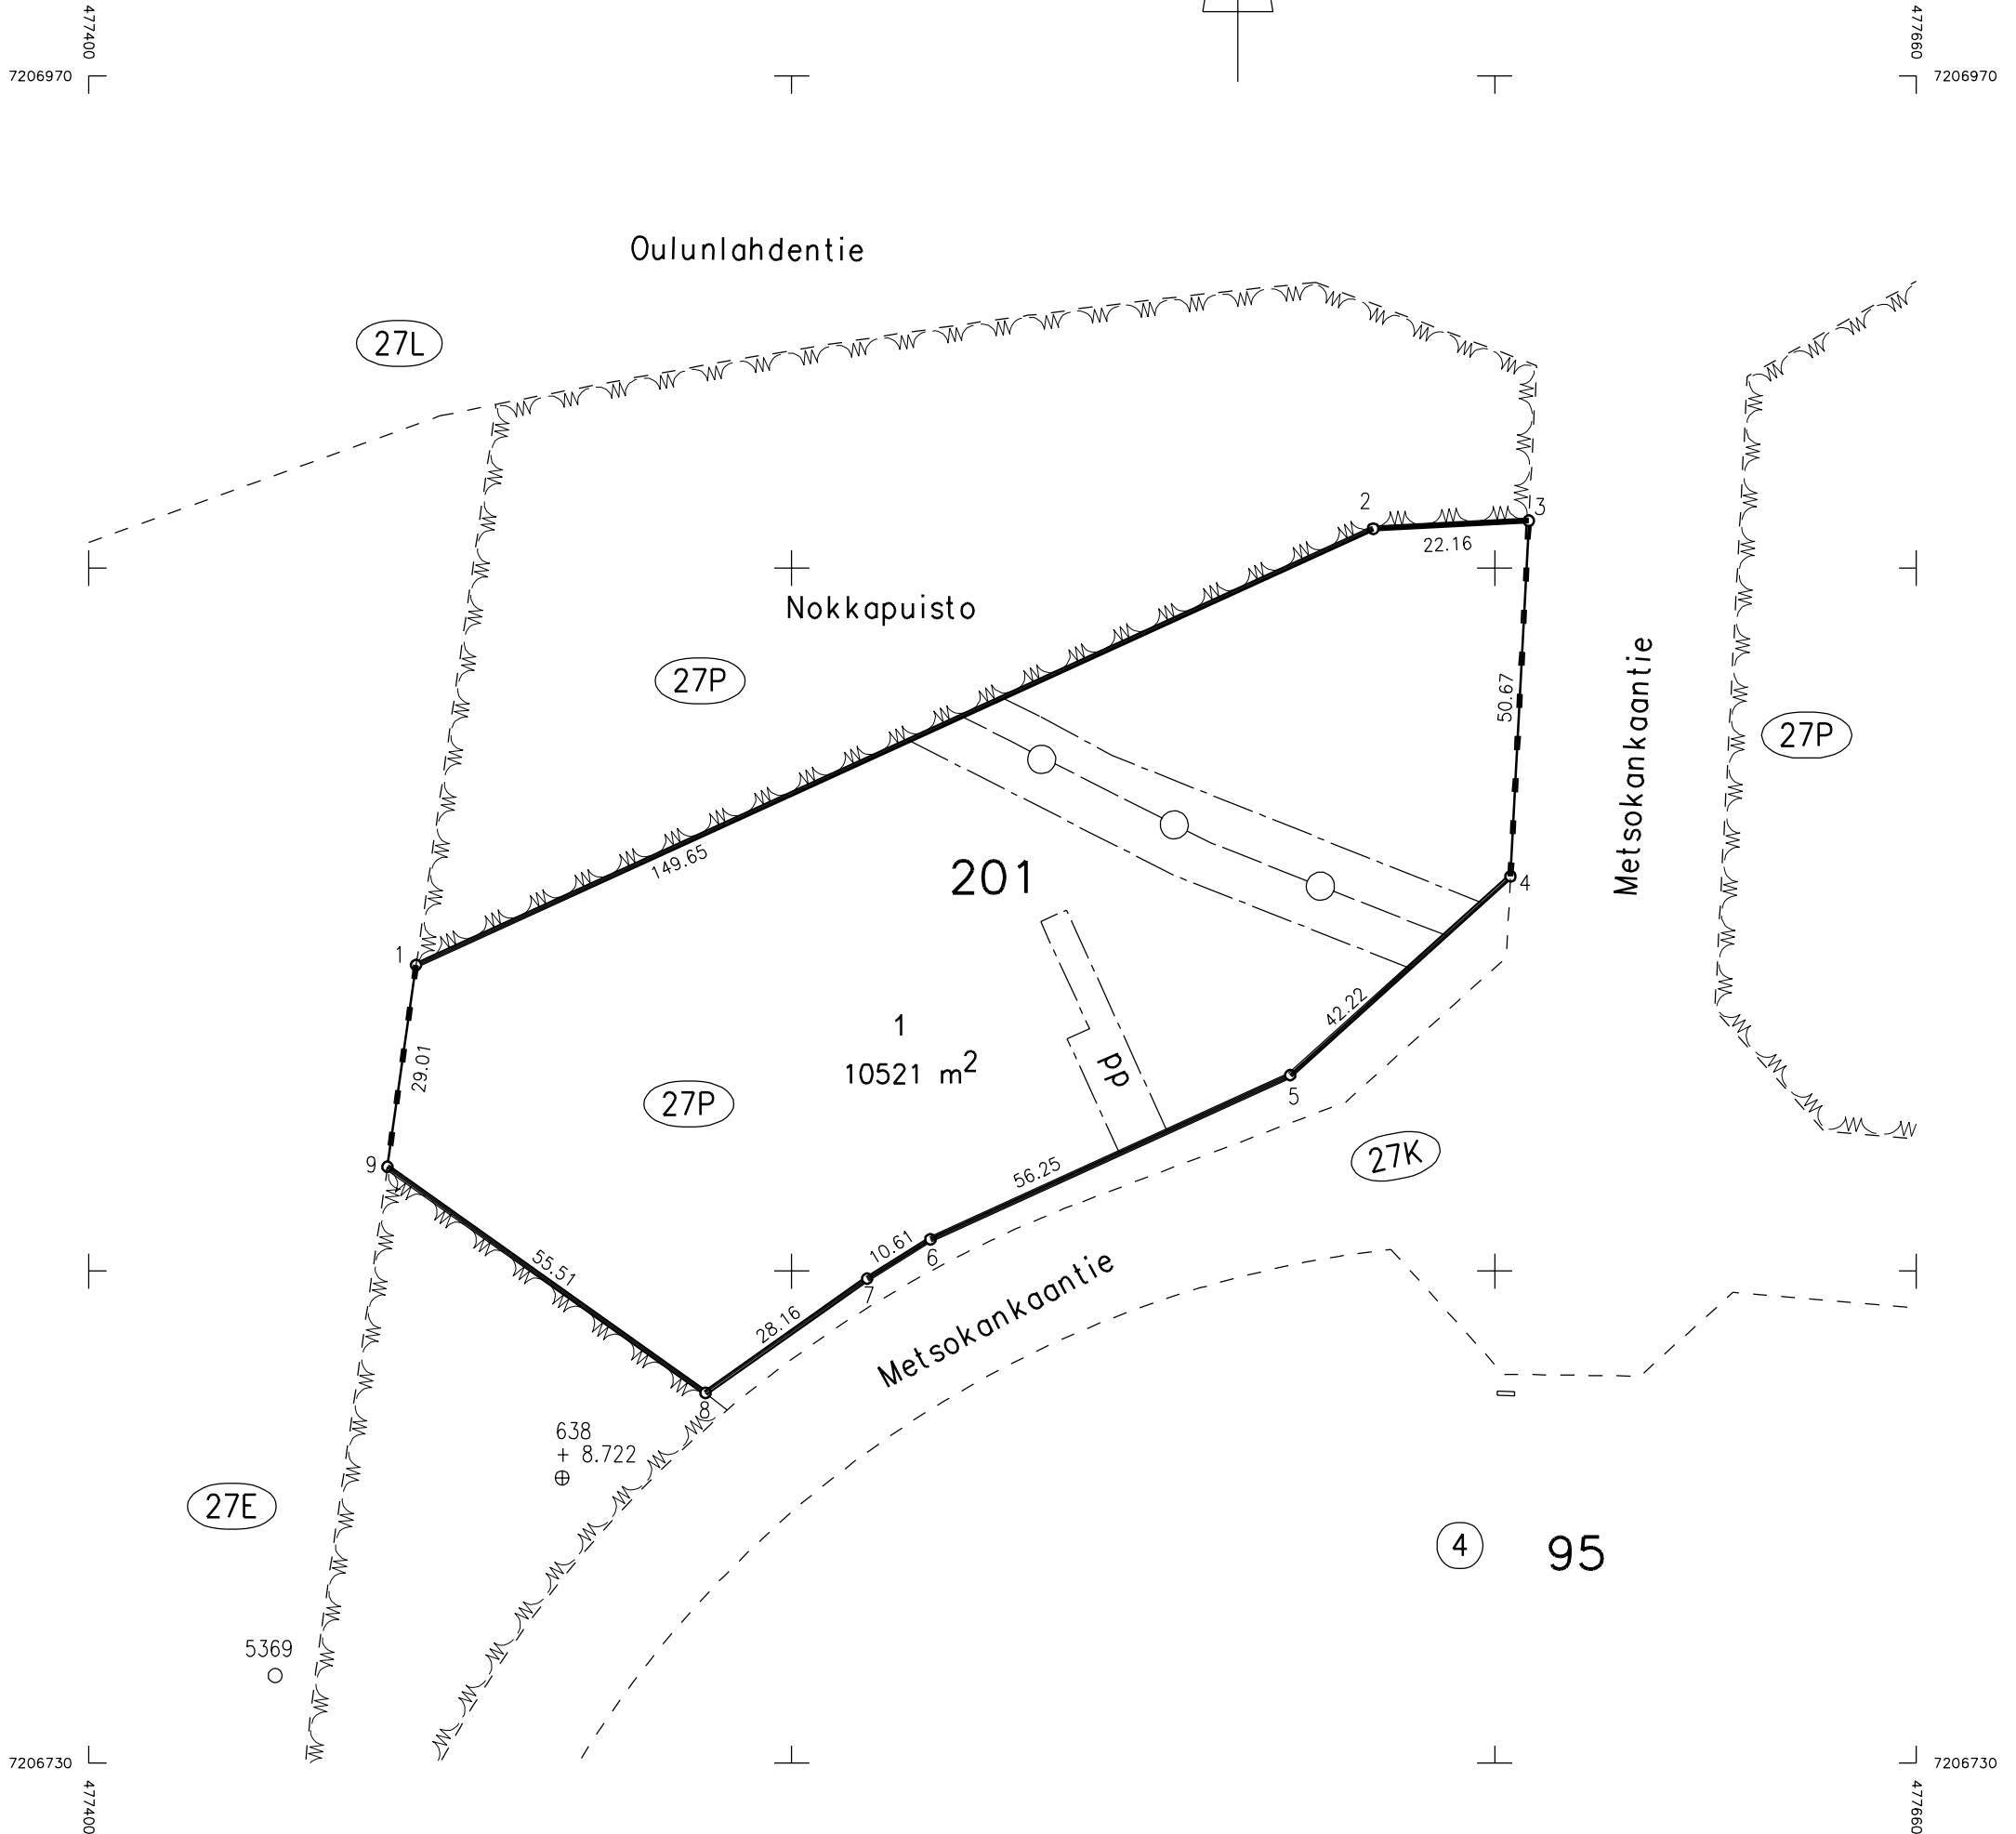 477400
477660
7206970
7206970
Oulunlahdentie
27L
2
3
22.16
Nokkapuisto
27P
50.67
Metsokankaantie
27P
149.65
201
4
1
42.22
1
29.01
10521 m²
pp
27P
5
9
27K
56.25
10.61
6
55.51
7
Metsokankaantie
28.16
8
638
8.722
27E
4
95
5369
7206730
7206730
477400
477660